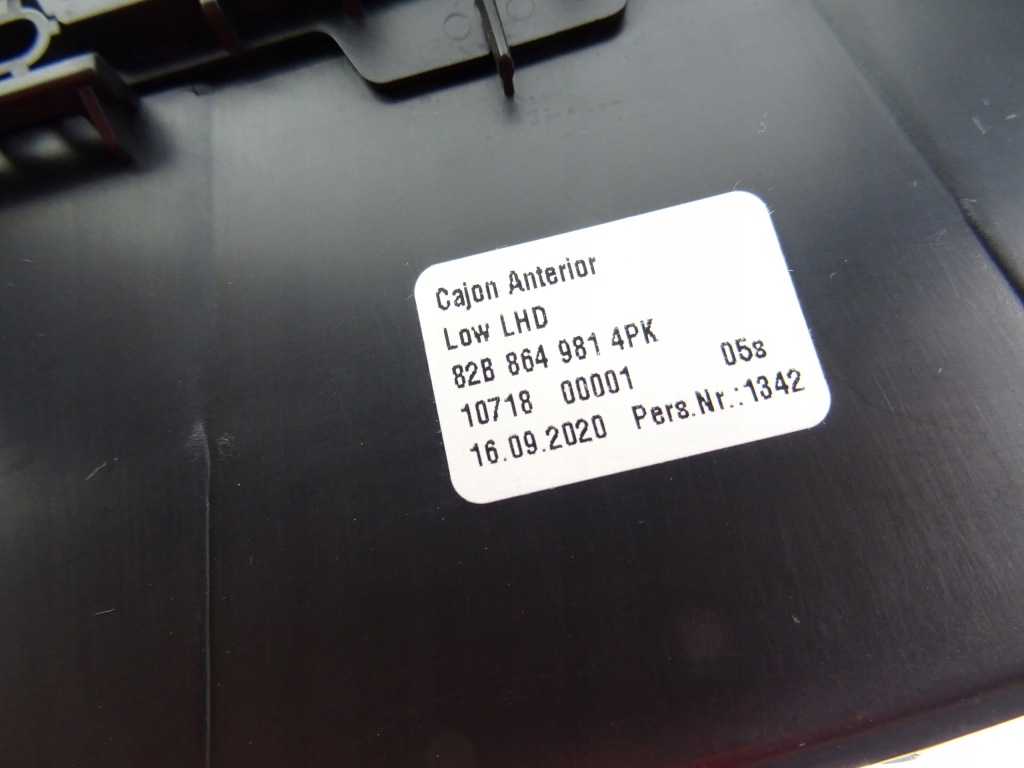 Cajon Anterior
Low LHD
82B 864 981 4PK
10718 00001 05s
16.09.2020 Pers.Nr.:1342